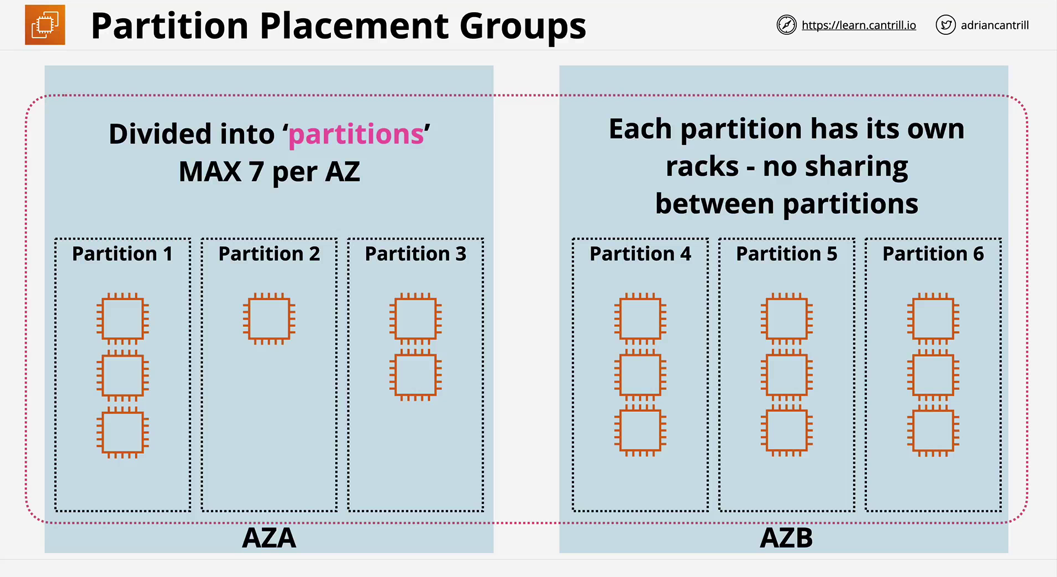 Partition Placement Groups
https://learn.cantrill.io
adriancantrill
Divided into ‘partitions’
MAX 7 per AZ
Each partition has its own
racks - no sharing
between partitions
Partition 1
Partition 2
Partition 3
Partition 4
Partition 5
Partition 6
AZA
AZB